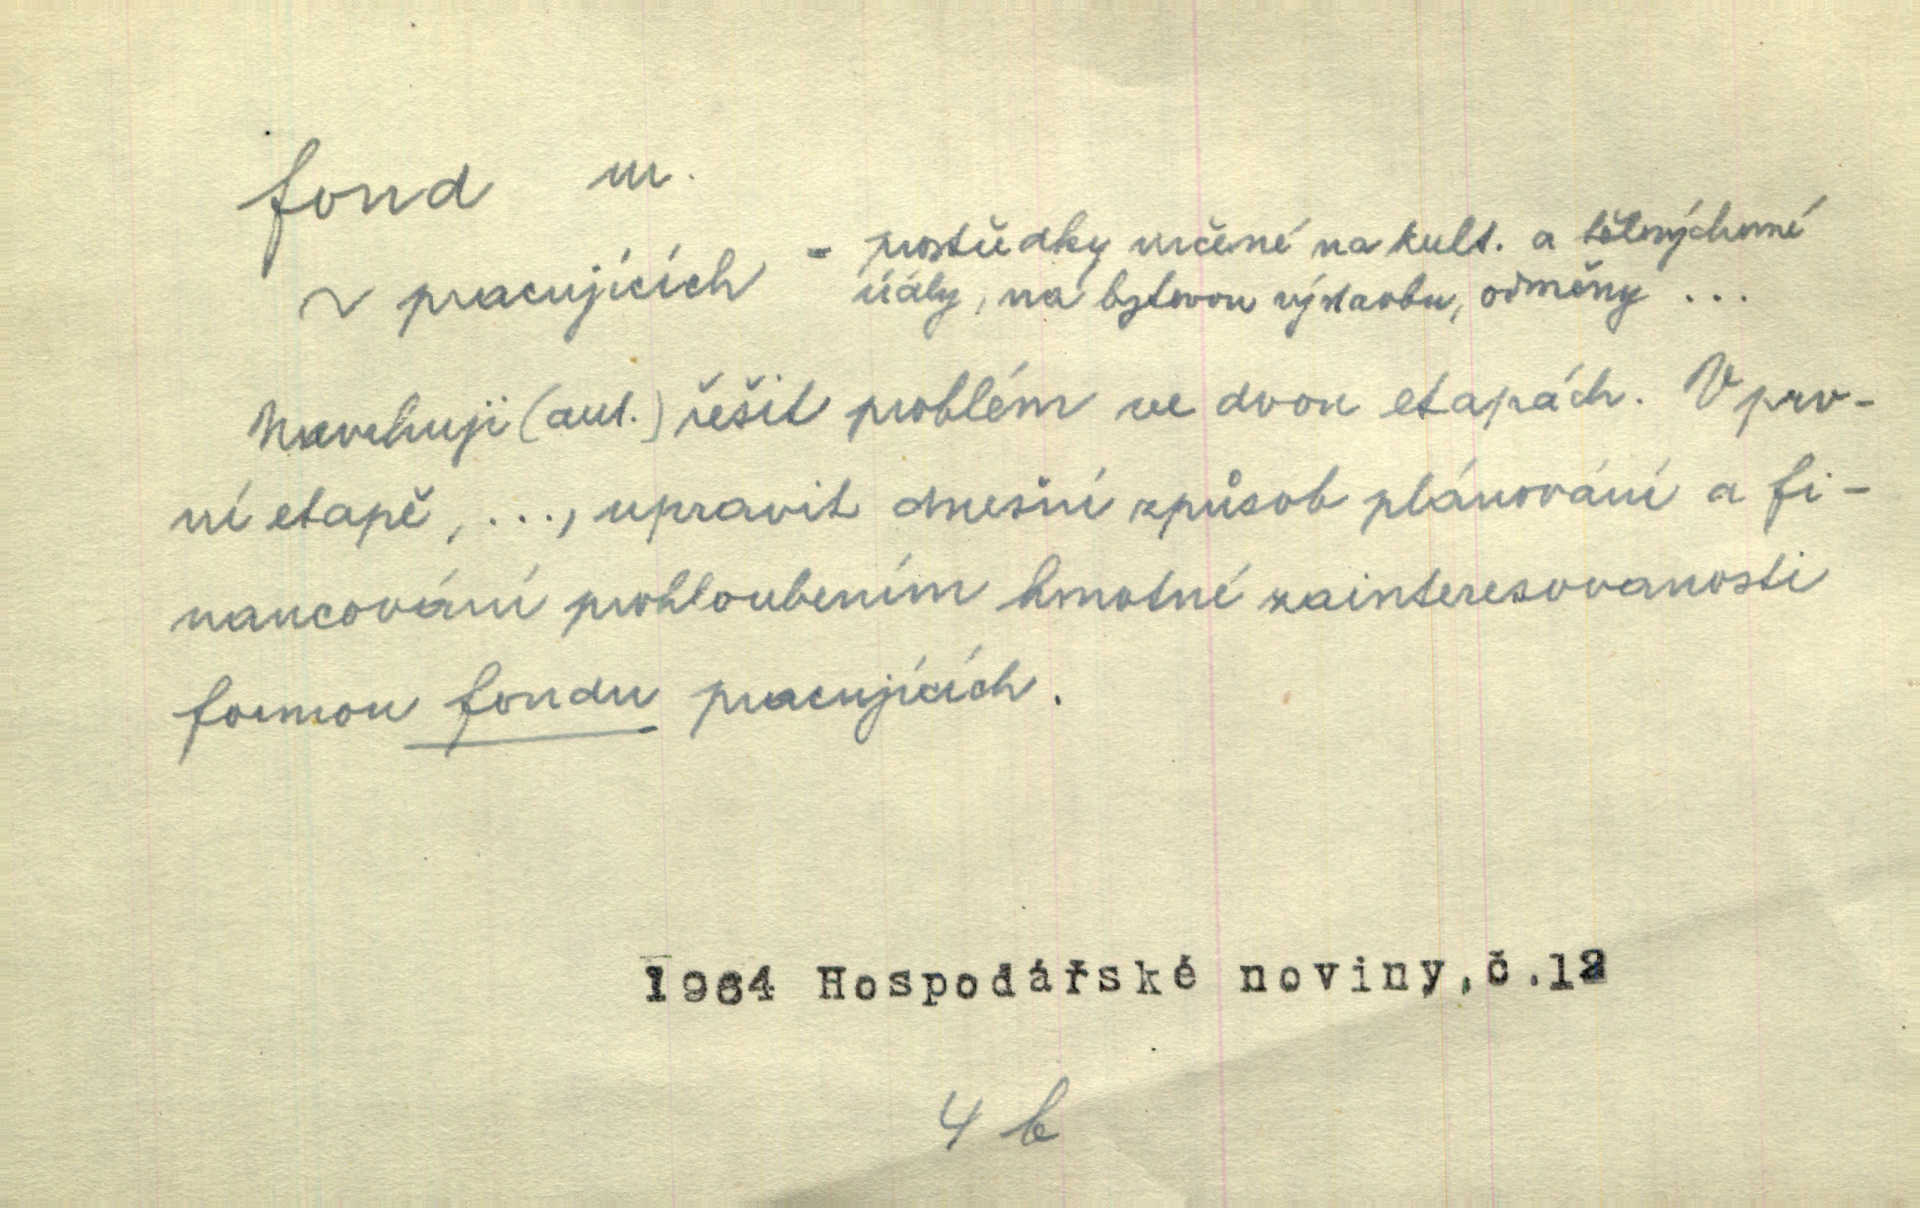 fond m.
~ pracujících - prostředky určené na kult. a tělovýchovné
účely, na bytovou výstavbu, odměny ...
Navrhuji (aut.) řešit problém ve dvou etapách. V prv-
ní etapě, ..., upravit dnešní způsob plánování a fi-
nancování prohloubením hmotné zainteresovanosti
formou fondu pracujících.
1964 Hospodářské noviny, č.12
4 b